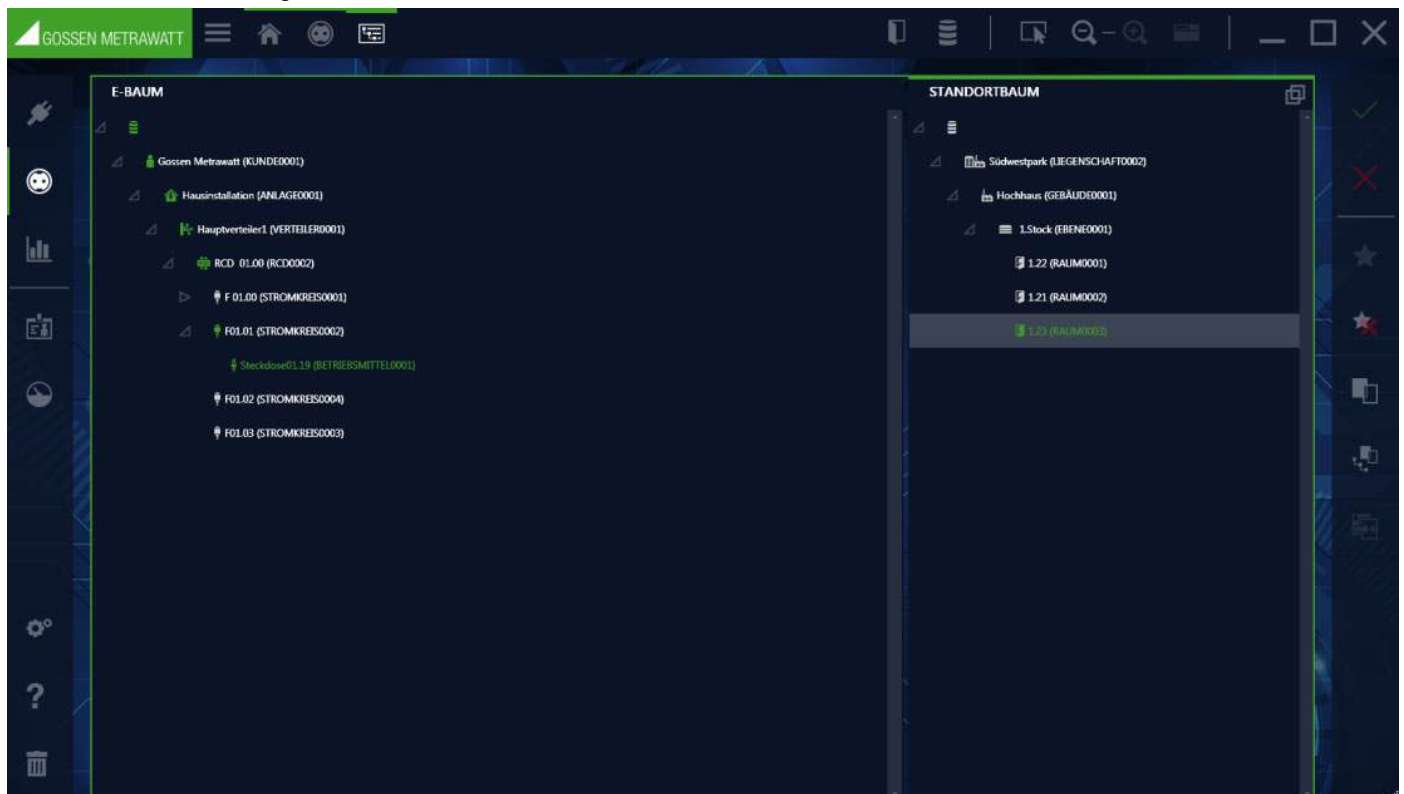 GOSSEN METRAWATT
E-BAUM
Gossen Metrawatt (KUNDE0001)
Hausinstallation (ANLAGE0001)
Hauptverteiler1 (VERTEILER0001)
RCD 01.00 (RCD0002)
F 01.00 (STROMKREIS0001)
F01.01 (STROMKREIS0002)
Steckdose01.19 (BETRIEBSMITTEL0001)
F01.02 (STROMKREIS0004)
F01.03 (STROMKREIS0003)
STANDORTBAUM
Südwestpark (LIEGENSCHAFT0002)
Hochhaus (GEBÄUDE0001)
1.Stock (EBENE0001)
1.22 (RAUM0001)
1.21 (RAUM0002)
1.23 (RAUM0003)